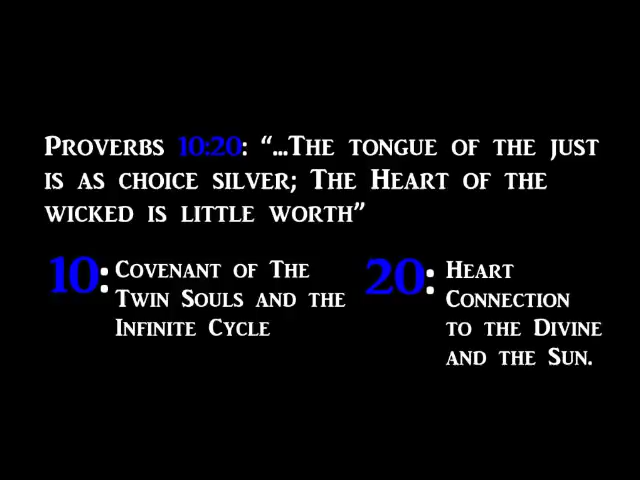 Proverbs 10:20: “...The tongue of the just
is as choice silver; The Heart of the
wicked is little worth”
10: Covenant of The
Twin Souls and the
Infinite Cycle
20: Heart
Connection
to the Divine
and the Sun.